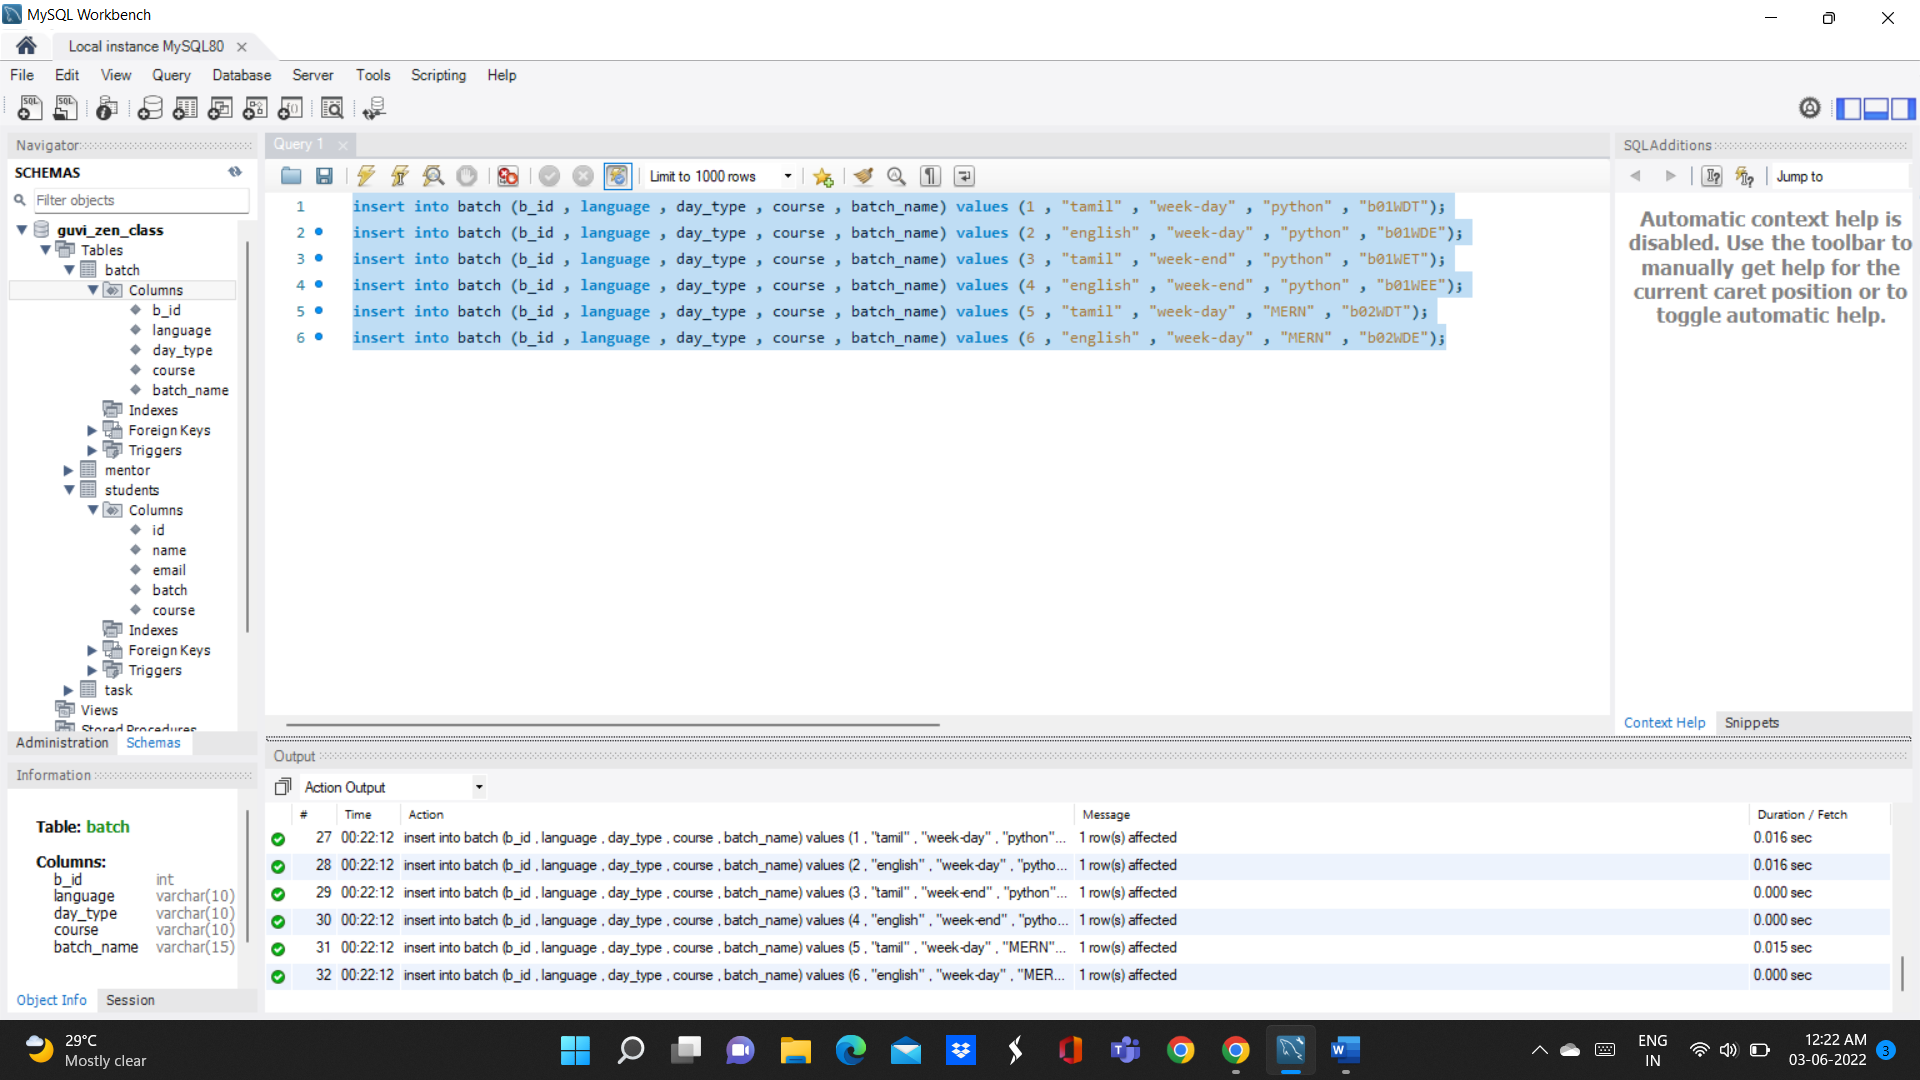 MySQL Workbench
Local instance MySQL80
File Edit View Query Database Server Tools Scripting Help
Navigator
SCHEMAS
Filter objects
guvi_zen_class
Tables
batch
Columns
b_id
language
day_type
course
batch_name
Indexes
Foreign Keys
Triggers
mentor
students
Columns
id
name
email
batch
course
Indexes
Foreign Keys
Triggers
task
Views
Stored Procedures
Administration Schemas
Information
Table: batch
Columns:
b_id int
language varchar(10)
day_type varchar(10)
course varchar(10)
batch_name varchar(15)
Object Info Session
Query 1
Limit to 1000 rows
1 insert into batch (b_id , language , day_type , course , batch_name) values (1 , "tamil" , "week-day" , "python" , "b01WDT");
2 insert into batch (b_id , language , day_type , course , batch_name) values (2 , "english" , "week-day" , "python" , "b01WDE");
3 insert into batch (b_id , language , day_type , course , batch_name) values (3 , "tamil" , "week-end" , "python" , "b01WET");
4 insert into batch (b_id , language , day_type , course , batch_name) values (4 , "english" , "week-end" , "python" , "b01WEE");
5 insert into batch (b_id , language , day_type , course , batch_name) values (5 , "tamil" , "week-day" , "MERN" , "b02WDT");
6 insert into batch (b_id , language , day_type , course , batch_name) values (6 , "english" , "week-day" , "MERN" , "b02WDE");
SQLAdditions
Jump to
Automatic context help is
disabled. Use the toolbar to
manually get help for the
current caret position or to
toggle automatic help.
Context Help Snippets
Output
Action Output
# Time Action Message Duration / Fetch
27 00:22:12 insert into batch (b_id , language , day_type , course , batch_name) values (1 , "tamil" , "week-day" , "python"... 1 row(s) affected 0.016 sec
28 00:22:12 insert into batch (b_id , language , day_type , course , batch_name) values (2 , "english" , "week-day" , "pytho... 1 row(s) affected 0.016 sec
29 00:22:12 insert into batch (b_id , language , day_type , course , batch_name) values (3 , "tamil" , "week-end" , "python"... 1 row(s) affected 0.000 sec
30 00:22:12 insert into batch (b_id , language , day_type , course , batch_name) values (4 , "english" , "week-end" , "pytho... 1 row(s) affected 0.000 sec
31 00:22:12 insert into batch (b_id , language , day_type , course , batch_name) values (5 , "tamil" , "week-day" , "MERN"... 1 row(s) affected 0.015 sec
32 00:22:12 insert into batch (b_id , language , day_type , course , batch_name) values (6 , "english" , "week-day" , "MER... 1 row(s) affected 0.000 sec
29°C
Mostly clear
ENG
IN
12:22 AM
03-06-2022
3